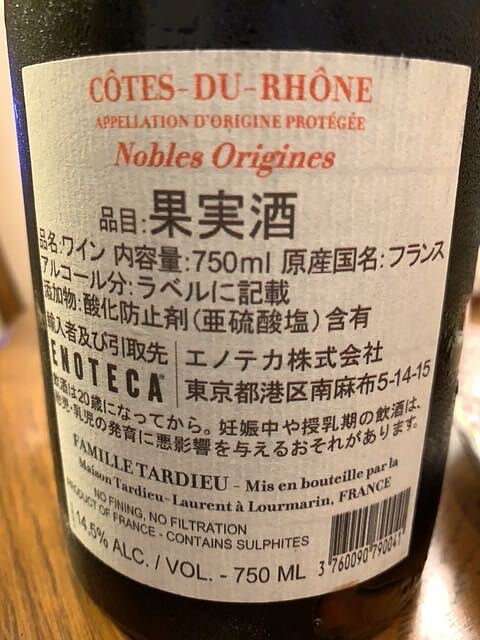 CÔTES-DU-RHÔNE
APPELLATION D'ORIGINE PROTÉGÉE
Nobles Origines
品目:果実酒
品名:ワイン 内容量:750ml 原産国名:フランス
アルコール分:ラベルに記載
添加物:酸化防止剤(亜硫酸塩)含有
輸入者及び引取先
ENOTECA
エノテカ株式会社
東京都港区南麻布5-14-15
飲酒は20歳になってから。妊娠中や授乳期の飲酒は、
胎児・乳児の発育に悪影響を与えるおそれがあります。
FAMILLE TARDIEU - Mis en bouteille par la
Maison Tardieu-Laurent à Lourmarin, FRANCE
NO FINING, NO FILTRATION
PRODUCT OF FRANCE - CONTAINS SULPHITES
14,5% ALC. / VOL. - 750 ML
3 760090 790041